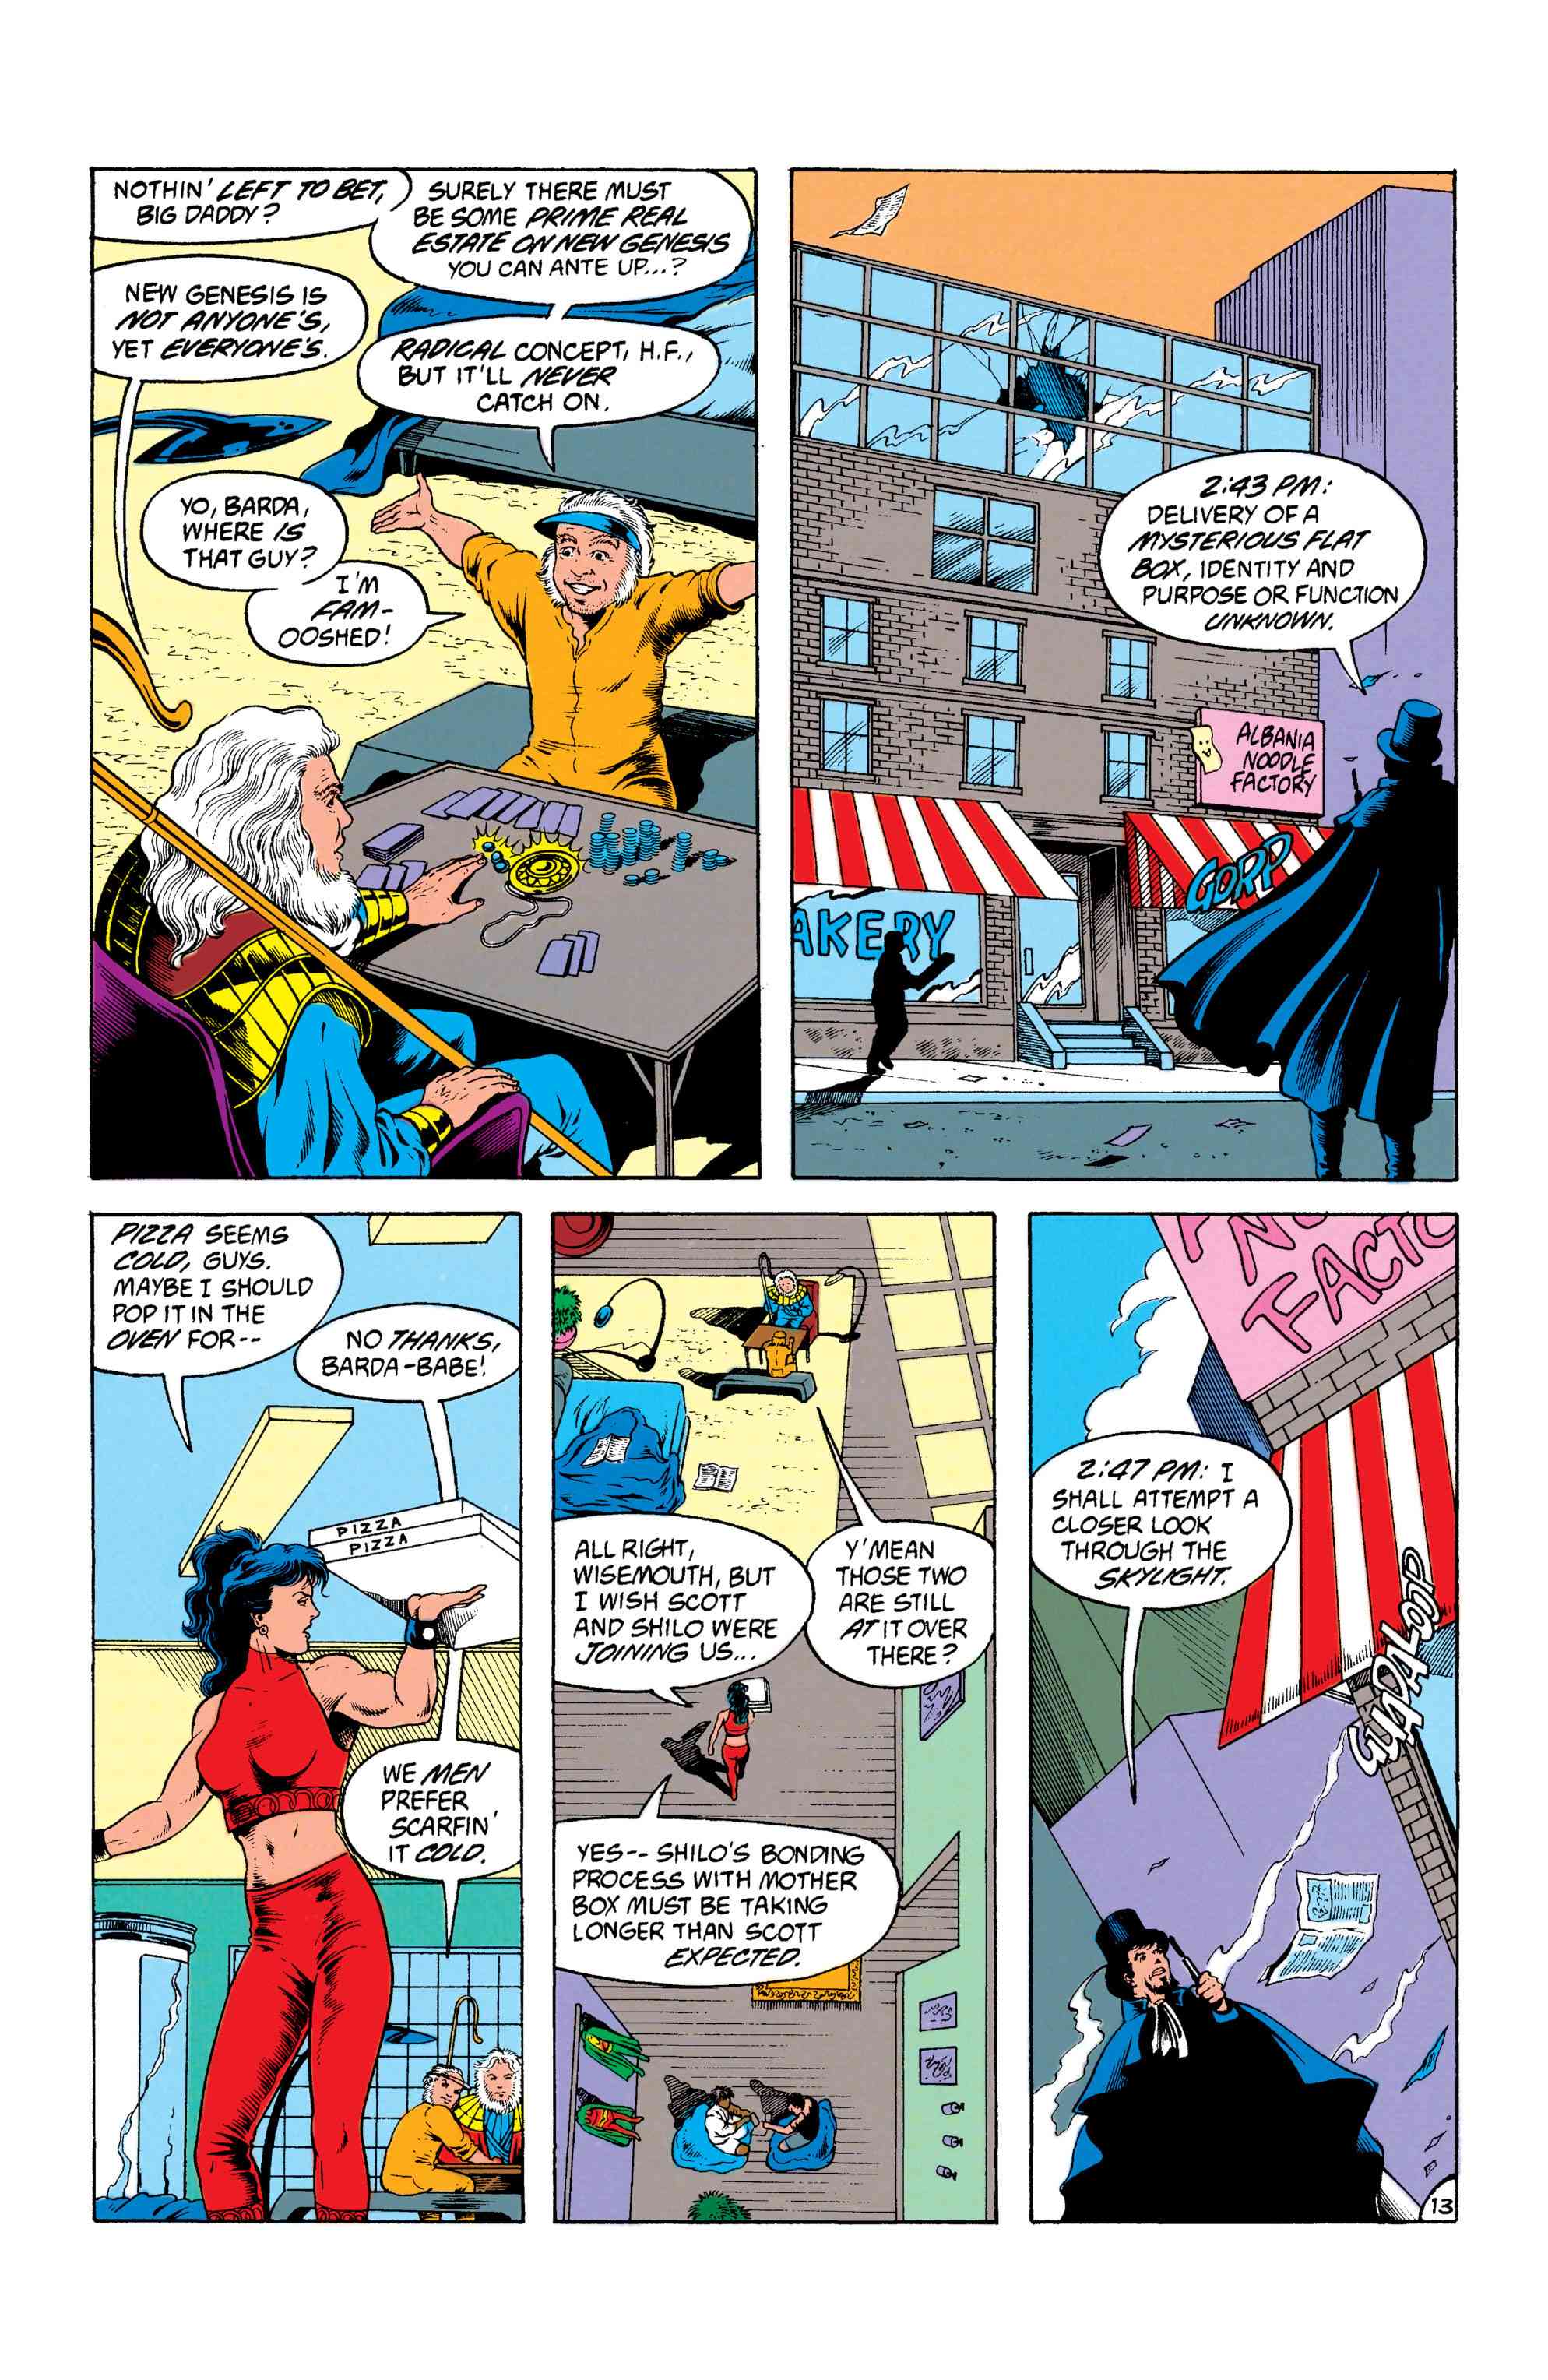 NOTHIN' LEFT TO BET,
BIG DADDY?
SURELY THERE MUST
BE SOME PRIME REAL
ESTATE ON NEW GENESIS
YOU CAN ANTE UP...?
NEW GENESIS IS
NOT ANYONE'S,
YET EVERYONE'S.
RADICAL CONCEPT, H.F.,
BUT IT'LL NEVER
CATCH ON.
YO, BARDA,
WHERE IS
THAT GUY?
I'M
FAM-
OOSHED!
2:43 PM:
DELIVERY OF A
MYSTERIOUS FLAT
BOX, IDENTITY AND
PURPOSE OR FUNCTION
UNKNOWN.
ALBANIA
NOODLE
FACTORY
GORP
AKERY
PIZZA SEEMS
COLD, GUYS.
MAYBE I SHOULD
POP IT IN THE
OVEN FOR--
NO THANKS,
BARDA-BABE!
PIZZA
PIZZA
WE MEN
PREFER
SCARFIN'
IT COLD.
ALL RIGHT,
WISEMOUTH, BUT
I WISH SCOTT
AND SHILO WERE
JOINING US...
Y'MEAN
THOSE TWO
ARE STILL
AT IT OVER
THERE?
YES-- SHILO'S BONDING
PROCESS WITH MOTHER
BOX MUST BE TAKING
LONGER THAN SCOTT
EXPECTED.
FACTO
2:47 PM: I
SHALL ATTEMPT A
CLOSER LOOK
THROUGH THE
SKYLIGHT.
13